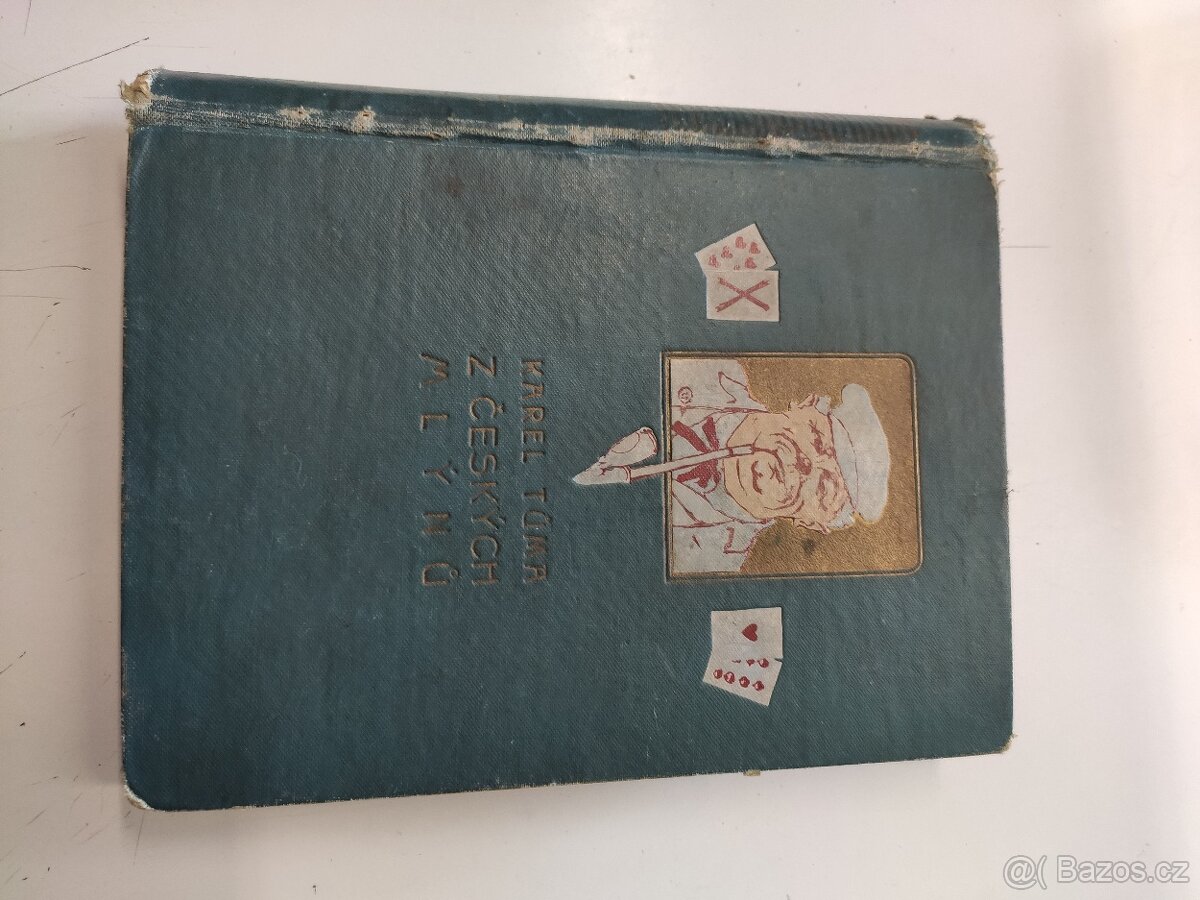 KAREL TŮMA
Z ČESKÝCH
MLÝNŮ
@( Bazos.cz